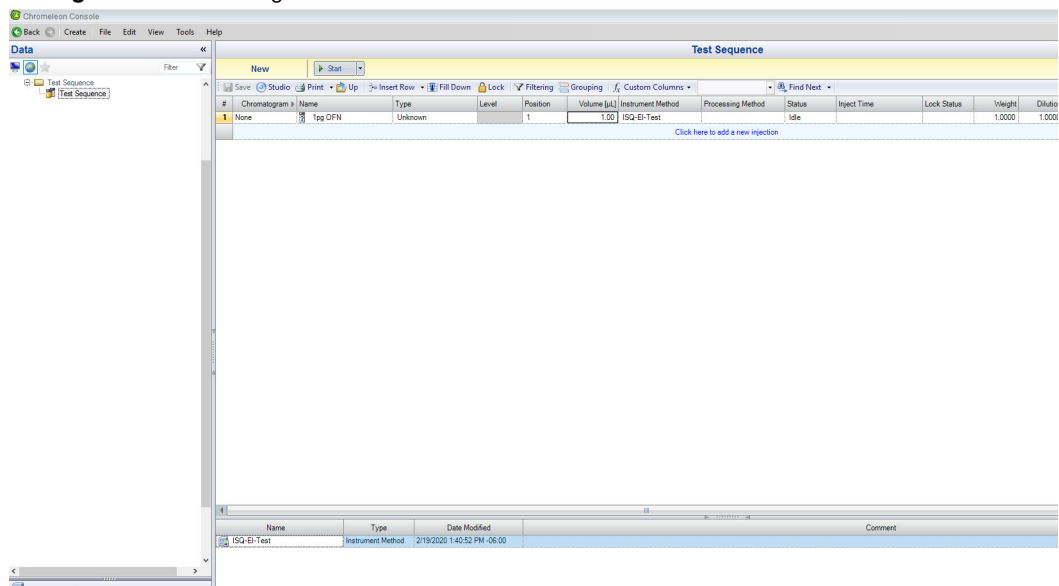 Chromeleon Console
Back Create File Edit View Tools Help
Data «
Test Sequence
Filter
New Start
Test Sequence
Test Sequence
Save Studio Print Up Insert Row Fill Down Lock Filtering Grouping Custom Columns Find Next
# Chromatogram Name Type Level Position Volume [µL] Instrument Method Processing Method Status Inject Time Lock Status Weight Dilutio
1 None 1pg OFN Unknown 1 1.00 ISQ-EI-Test Idle 1.0000 1.0000
Click here to add a new injection
Name Type Date Modified Comment
ISQ-EI-Test Instrument Method 2/19/2020 1:40:52 PM -06:00